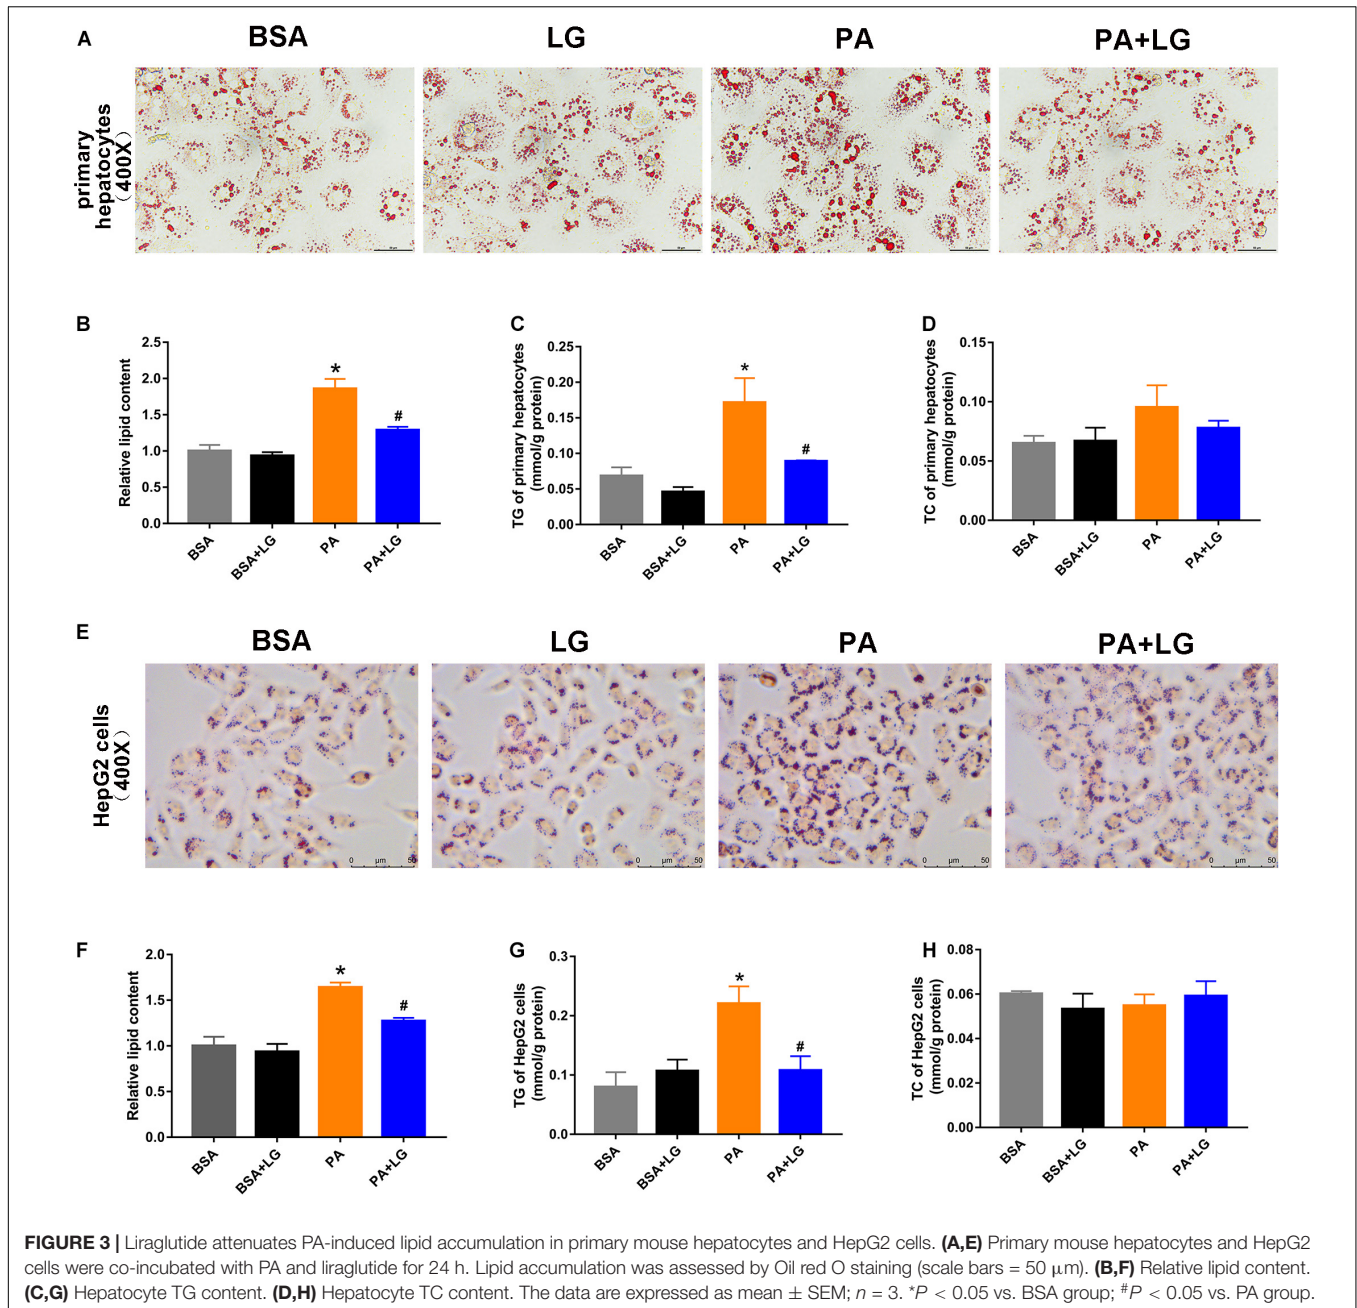 A
BSA LG PA PA+LG
primary
hepatocytes
（400X）
B
2.5
2.0
1.5
1.0
0.5
0.0
Relative lipid content
*
#
BSA BSA+LG PA PA+LG
C
0.25
0.20
0.15
0.10
0.05
0.00
TG of primary hepatocytes
(mmol/g protein)
*
#
BSA BSA+LG PA PA+LG
D
0.15
0.10
0.05
0.00
TC of primary hepatocytes
(mmol/g protein)
BSA BSA+LG PA PA+LG
E
BSA LG PA PA+LG
HepG2 cells
（400X）
0 µm 50
0 µm 50
0 µm 50
0 µm 50
F
2.0
1.5
1.0
0.5
0.0
Relative lipid content
*
#
BSA BSA+LG PA PA+LG
G
0.3
0.2
0.1
0.0
TG of HepG2 cells
(mmol/g protein)
*
#
BSA BSA+LG PA PA+LG
H
0.08
0.06
0.04
0.02
0.00
TC of HepG2 cells
(mmol/g protein)
BSA BSA+LG PA PA+LG
FIGURE 3 | Liraglutide attenuates PA-induced lipid accumulation in primary mouse hepatocytes and HepG2 cells. (A,E) Primary mouse hepatocytes and HepG2
cells were co-incubated with PA and liraglutide for 24 h. Lipid accumulation was assessed by Oil red O staining (scale bars = 50 µm). (B,F) Relative lipid content.
(C,G) Hepatocyte TG content. (D,H) Hepatocyte TC content. The data are expressed as mean ± SEM; n = 3. *P < 0.05 vs. BSA group; #P < 0.05 vs. PA group.